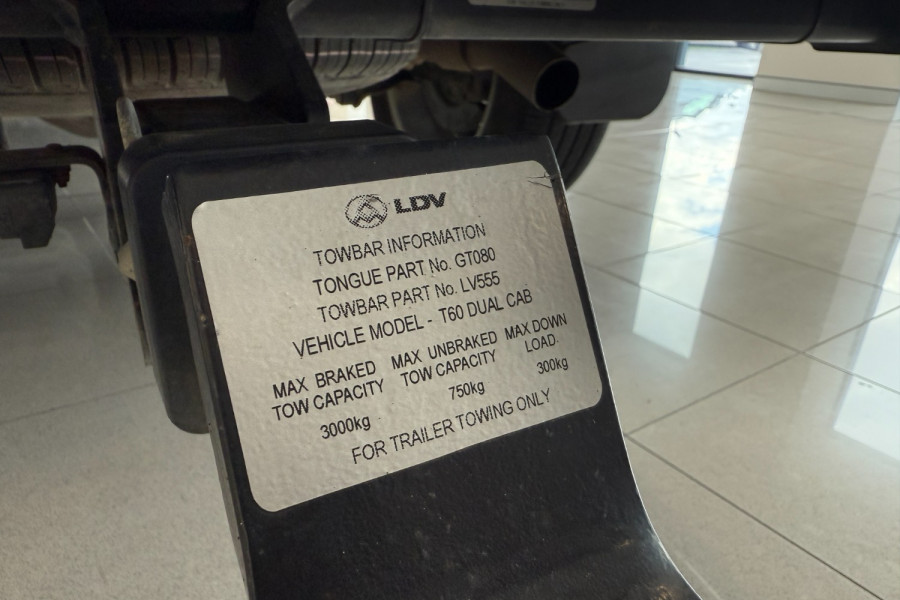 LDV
TOWBAR INFORMATION
TONGUE PART No. GT080
TOWBAR PART No. LV555
VEHICLE MODEL - T60 DUAL CAB
MAX BRAKED TOW CAPACITY 3000kg
MAX UNBRAKED TOW CAPACITY 750kg
MAX DOWN LOAD. 300kg
FOR TRAILER TOWING ONLY